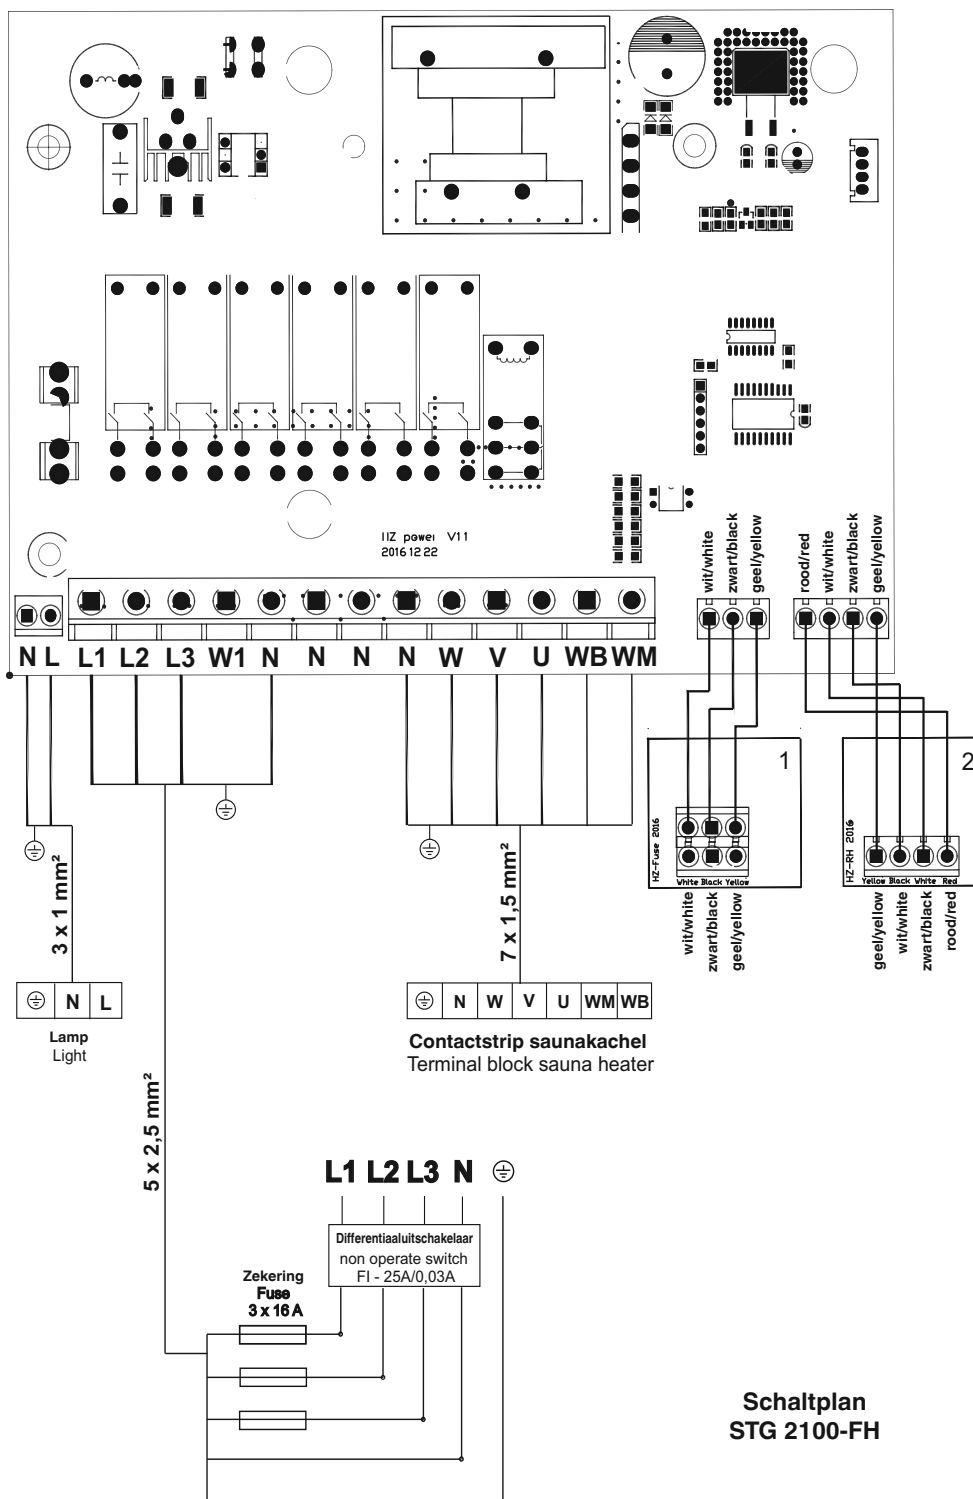 HZ power V11
2016 12 22
wit/white
zwart/black
geel/yellow
rood/red
wit/white
zwart/black
geel/yellow
N L L1 L2 L3 W1 N N N N W V U WB WM
1
2
HZ-Fuse 2016
White Black Yellow
HZ-RH 2016
Yellow Black White Red
wit/white
zwart/black
geel/yellow
geel/yellow
wit/white
zwart/black
rood/red
3 x 1 mm²
7 x 1,5 mm²
N L
Lamp
Light
N W V U WM WB
Contactstrip saunakachel
Terminal block sauna heater
5 x 2,5 mm²
L1 L2 L3 N
Differentiaaluitschakelaar
non operate switch
FI - 25A/0,03A
Zekering
Fuse
3 x 16 A
Schaltplan
STG 2100-FH